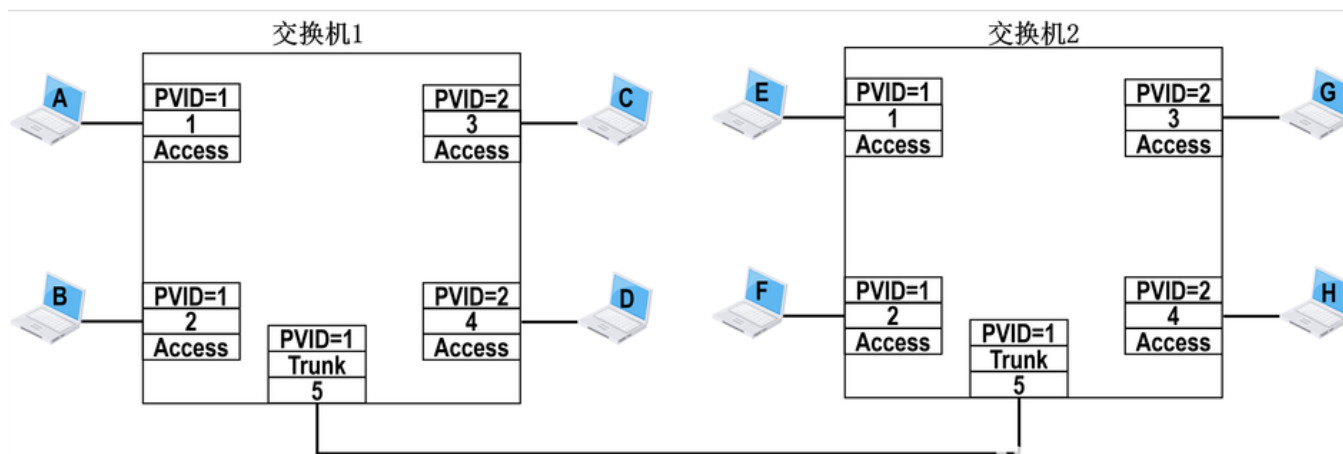 交换机1
A
PVID=1
1
Access
PVID=2
3
Access
C
B
PVID=1
2
Access
PVID=2
4
Access
D
PVID=1
Trunk
5
交换机2
E
PVID=1
1
Access
PVID=2
3
Access
G
F
PVID=1
2
Access
PVID=2
4
Access
H
PVID=1
Trunk
5